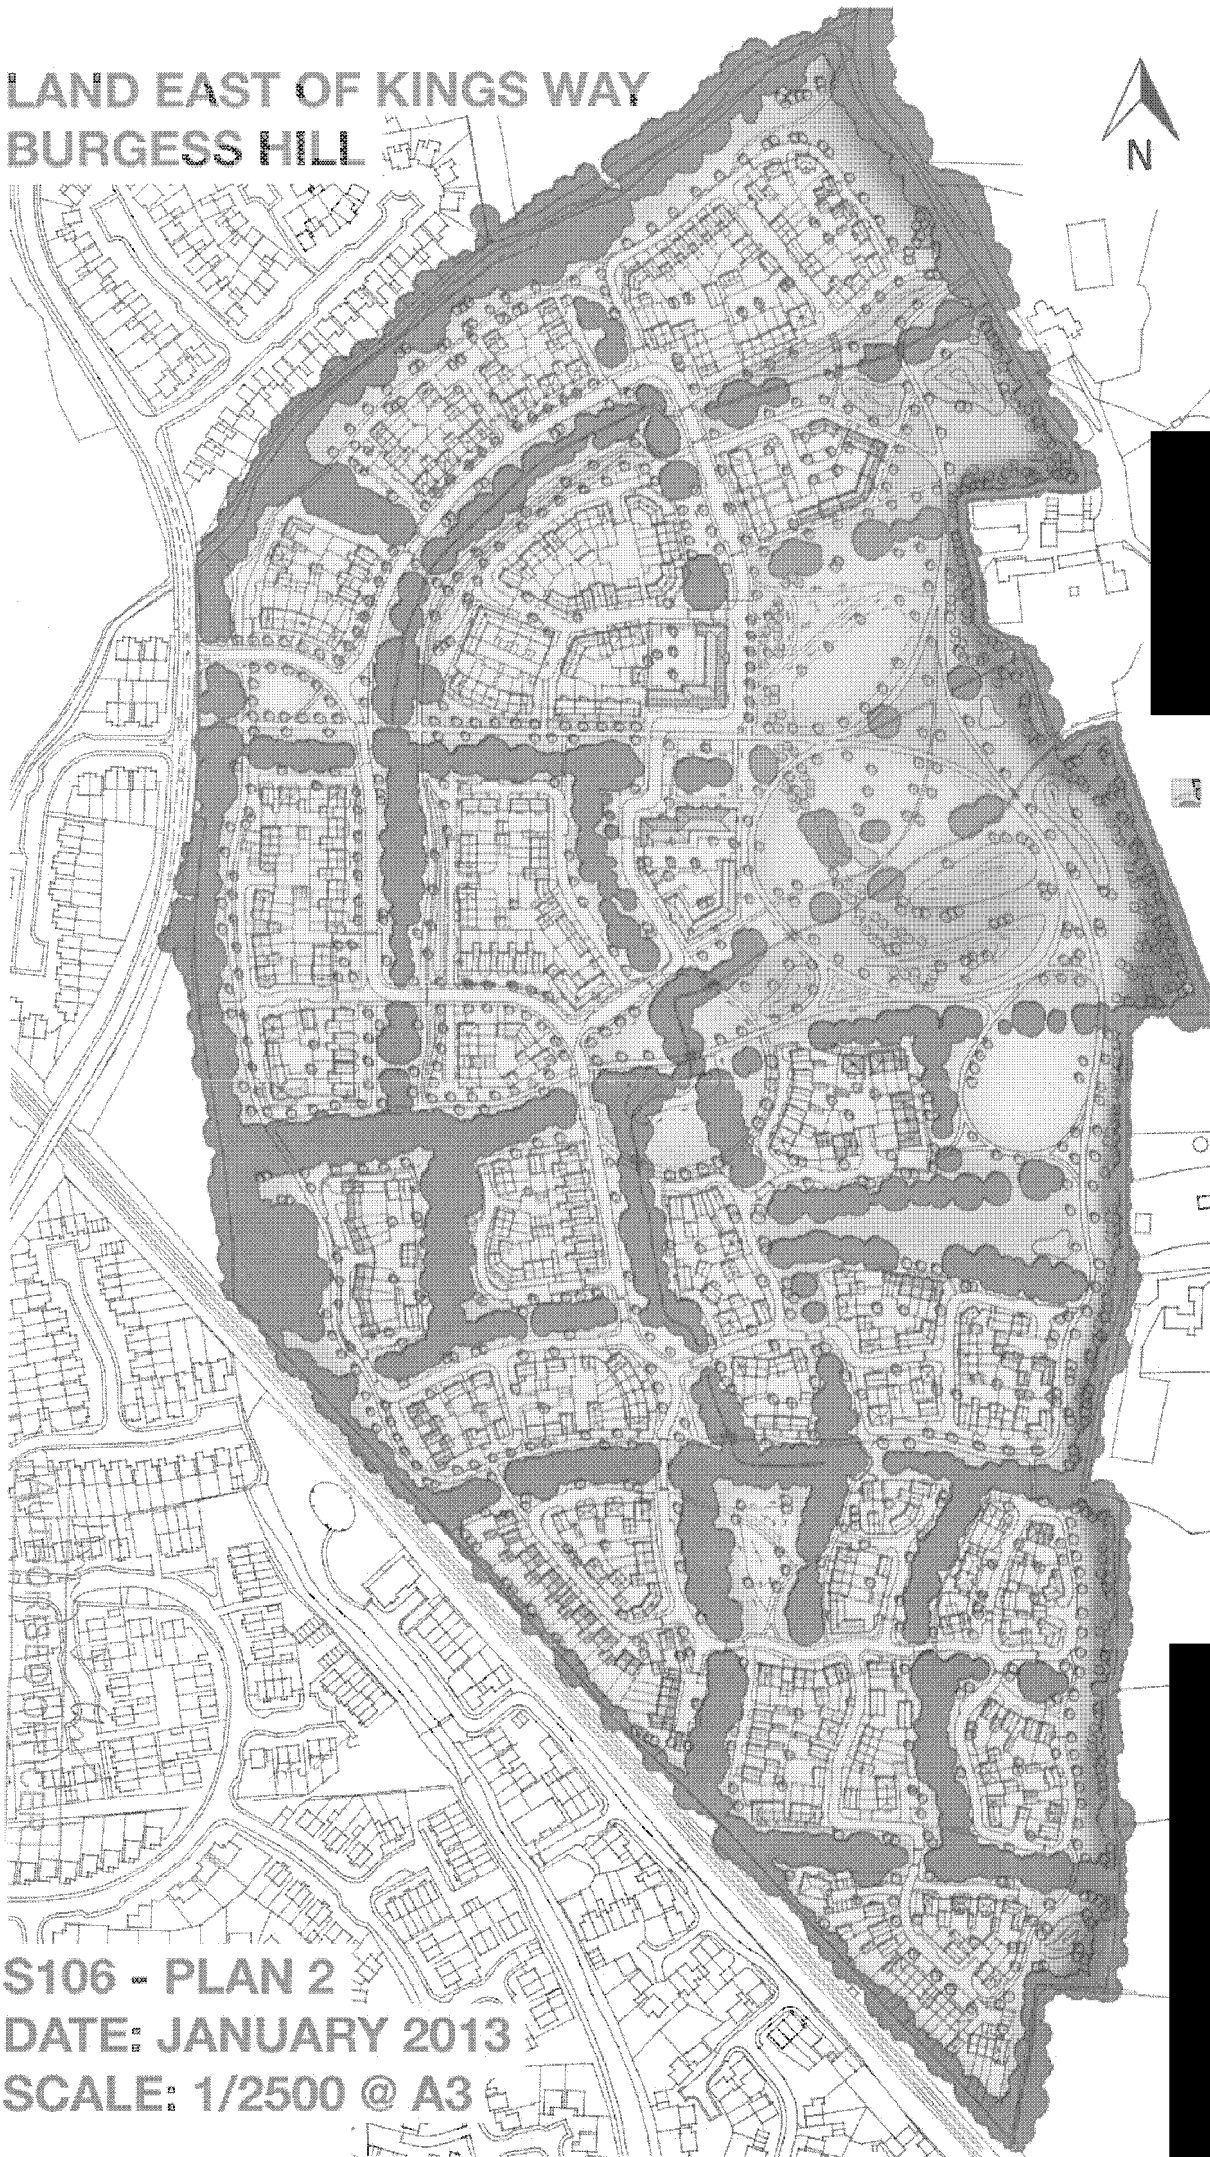 LAND EAST OF KINGS WAY
BURGESS HILL
N
S106 - PLAN 2
DATE: JANUARY 2013
SCALE: 1/2500 @ A3